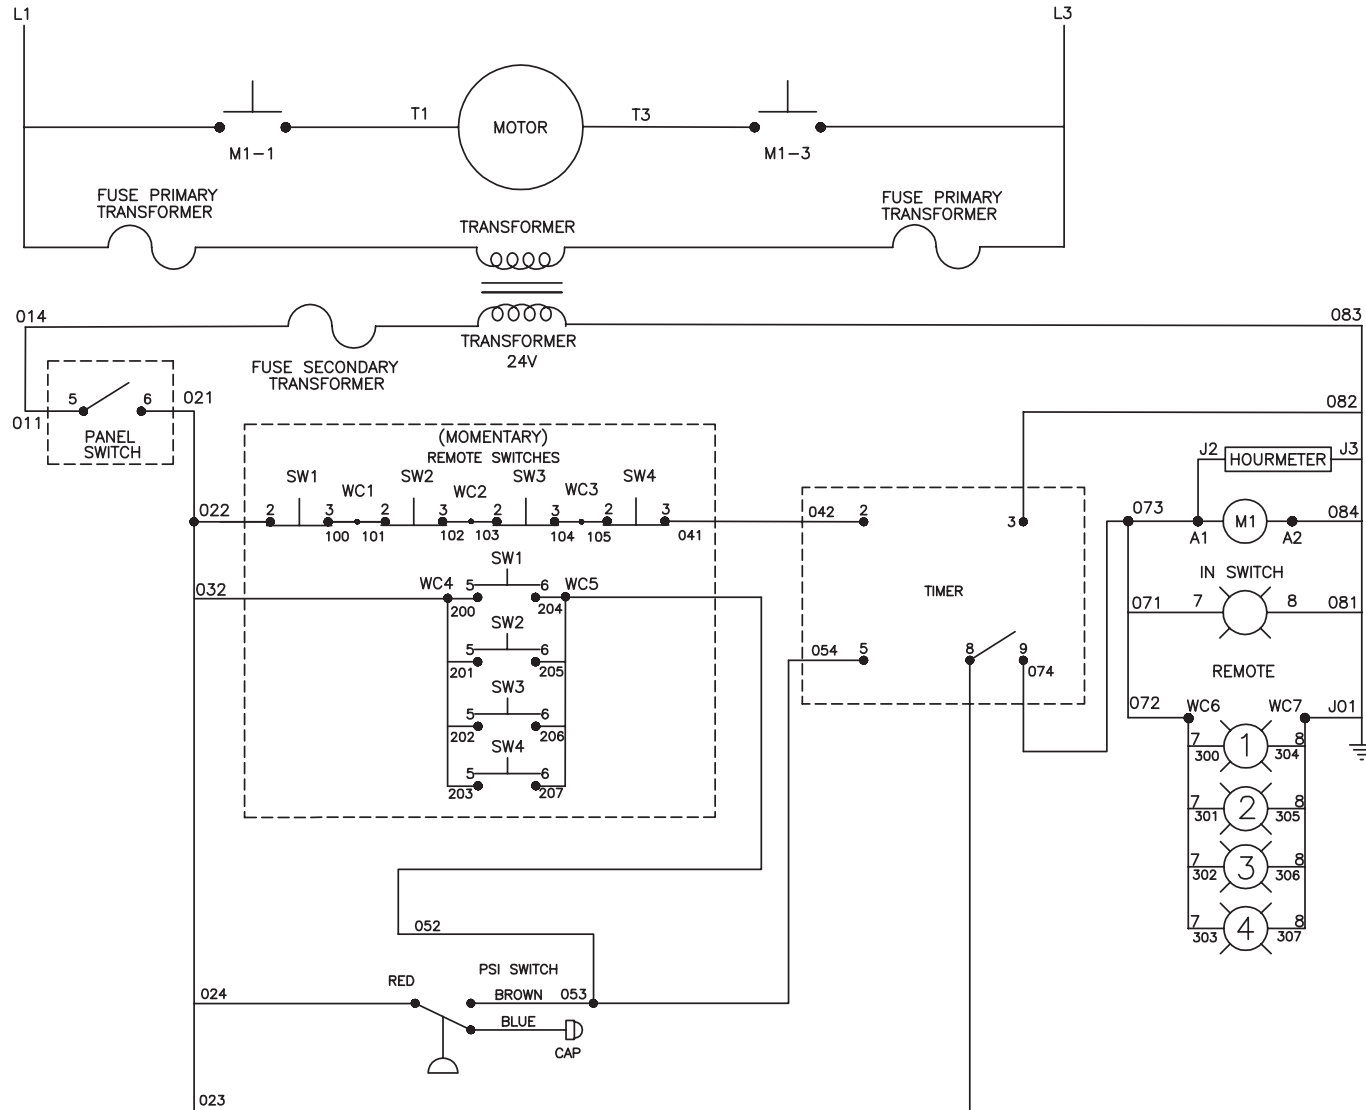 L1
L3
T1
MOTOR
T3
M1-1
M1-3
FUSE PRIMARY
TRANSFORMER
FUSE PRIMARY
TRANSFORMER
TRANSFORMER
014
083
TRANSFORMER
24V
FUSE SECONDARY
TRANSFORMER
5
6
021
011
PANEL
SWITCH
082
(MOMENTARY)
REMOTE SWITCHES
J2
HOURMETER
J3
SW1
WC1
SW2
WC2
SW3
WC3
SW4
022
2
3
2
3
2
3
2
3
100
101
102
103
104
105
041
042
2
3
073
A1
M1
A2
084
SW1
032
WC4
5
6
WC5
200
204
IN SWITCH
TIMER
071
7
8
081
SW2
5
6
201
205
054
5
8
9
074
REMOTE
SW3
5
6
202
206
072
WC6
WC7
J01
SW4
5
6
203
207
7
1
8
300
304
7
2
8
301
305
7
3
8
302
306
7
4
8
303
307
052
RED
PSI SWITCH
024
BROWN
053
BLUE
CAP
023